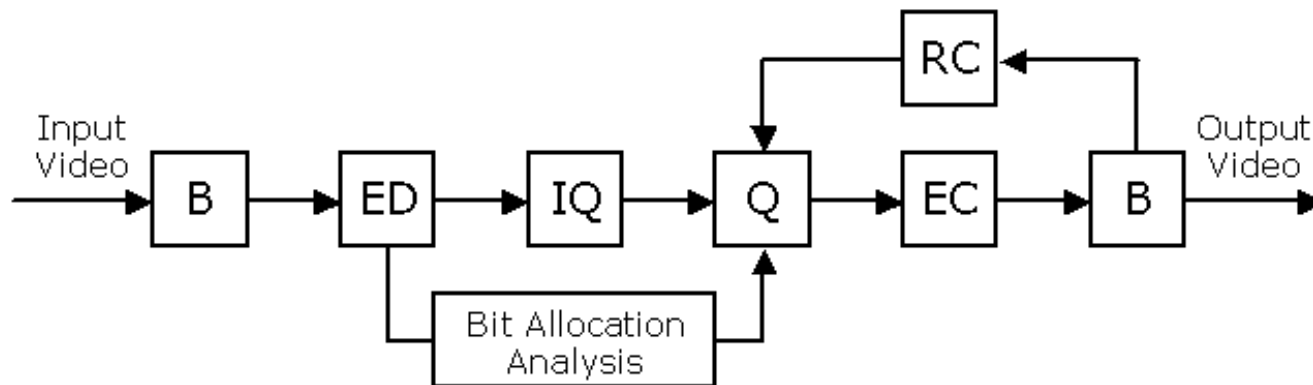 RC
Input
Video
Output
Video
B
ED
IQ
Q
EC
B
Bit Allocation
Analysis